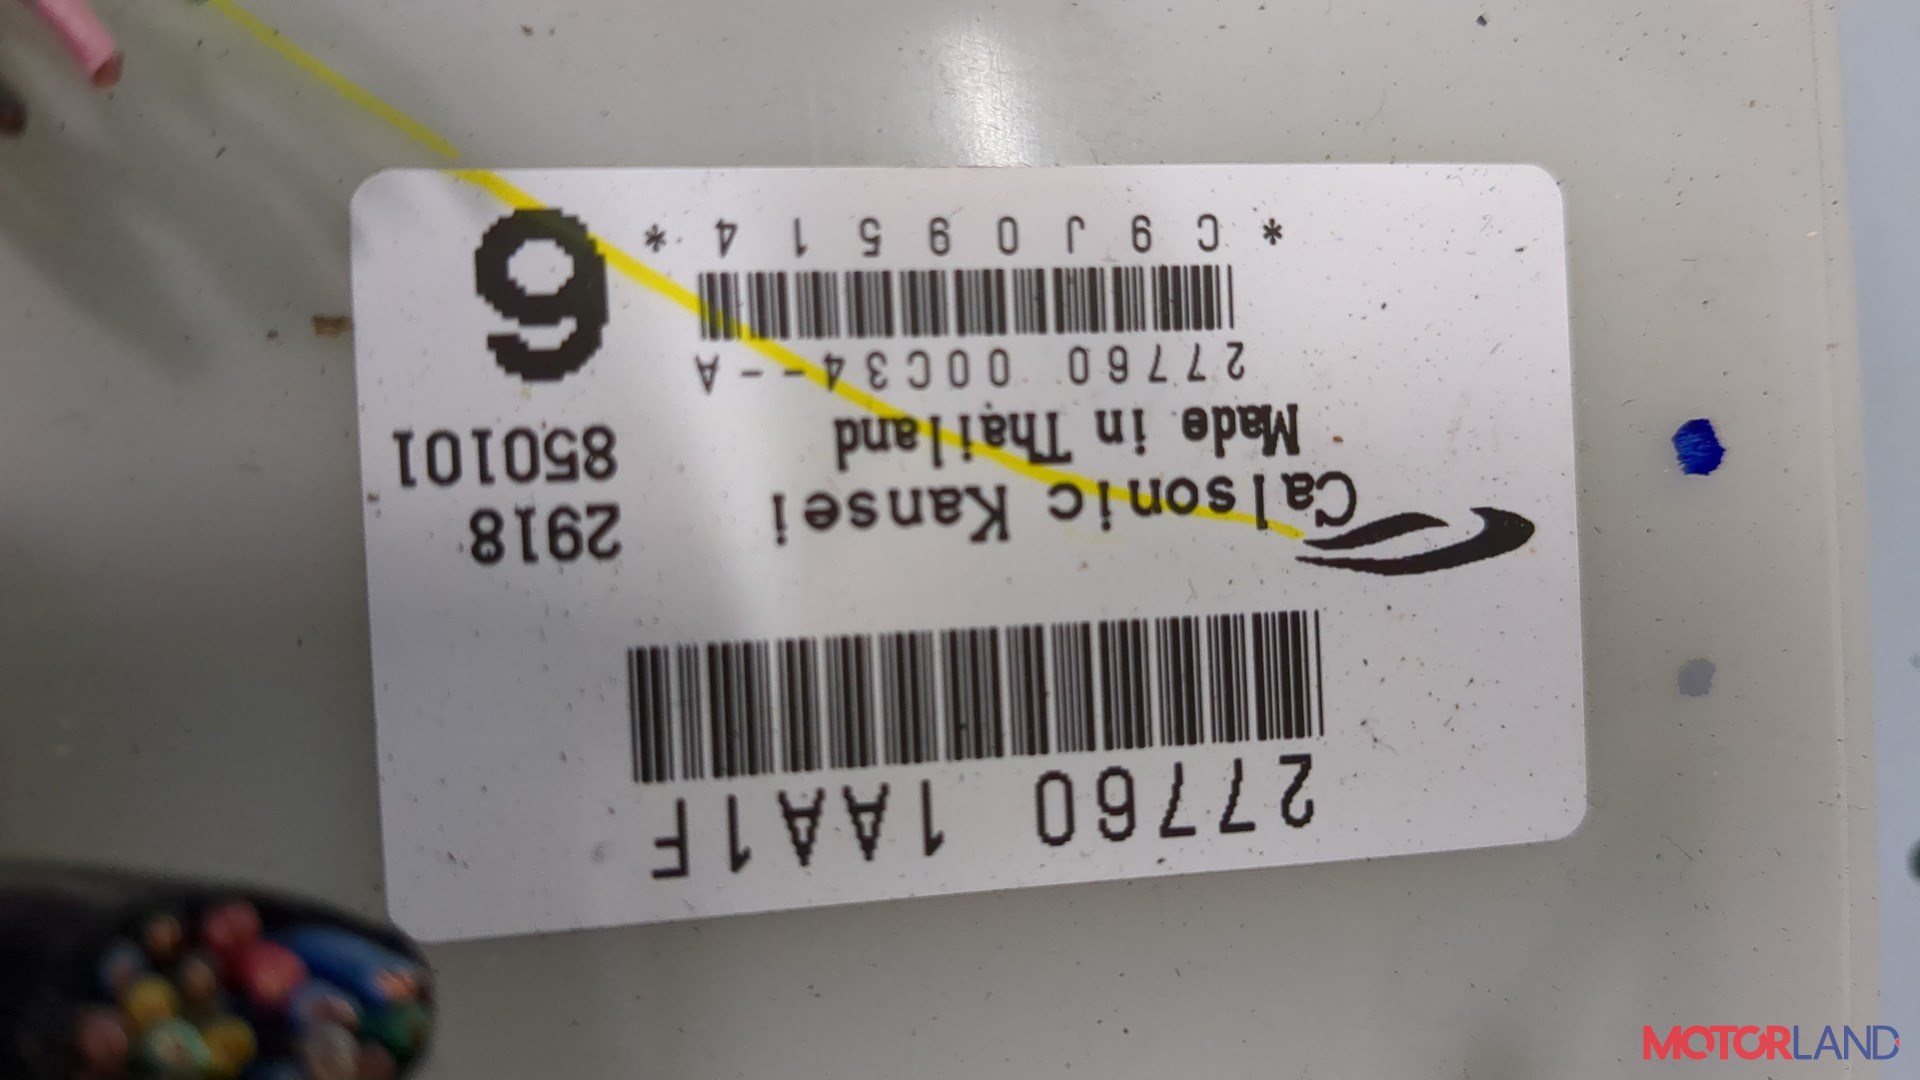 27760 1AA1F
Calsonic Kansei
2918
Made in Thailand
850101
27760 00C34--A
6
* C9J09514 *
MOTORLAND